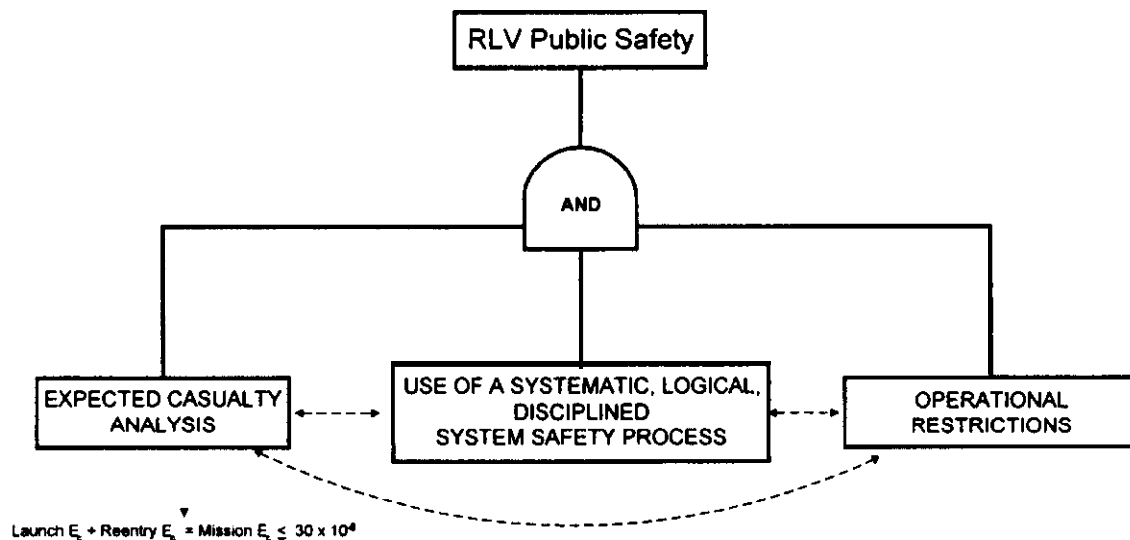 RLV Public Safety
AND
EXPECTED CASUALTY
ANALYSIS
USE OF A SYSTEMATIC, LOGICAL,
DISCIPLINED
SYSTEM SAFETY PROCESS
OPERATIONAL
RESTRICTIONS
Launch E + Reentry E = Mission E ≤ 30 x 10